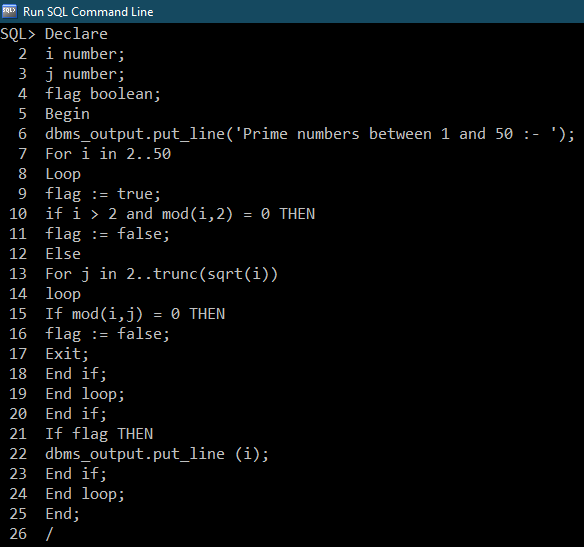 Run SQL Command Line
SQL> Declare
2 i number;
3 j number;
4 flag boolean;
5 Begin
6 dbms_output.put_line('Prime numbers between 1 and 50 :- ');
7 For i in 2..50
8 Loop
9 flag := true;
10 if i > 2 and mod(i,2) = 0 THEN
11 flag := false;
12 Else
13 For j in 2..trunc(sqrt(i))
14 loop
15 If mod(i,j) = 0 THEN
16 flag := false;
17 Exit;
18 End if;
19 End loop;
20 End if;
21 If flag THEN
22 dbms_output.put_line (i);
23 End if;
24 End loop;
25 End;
26 /